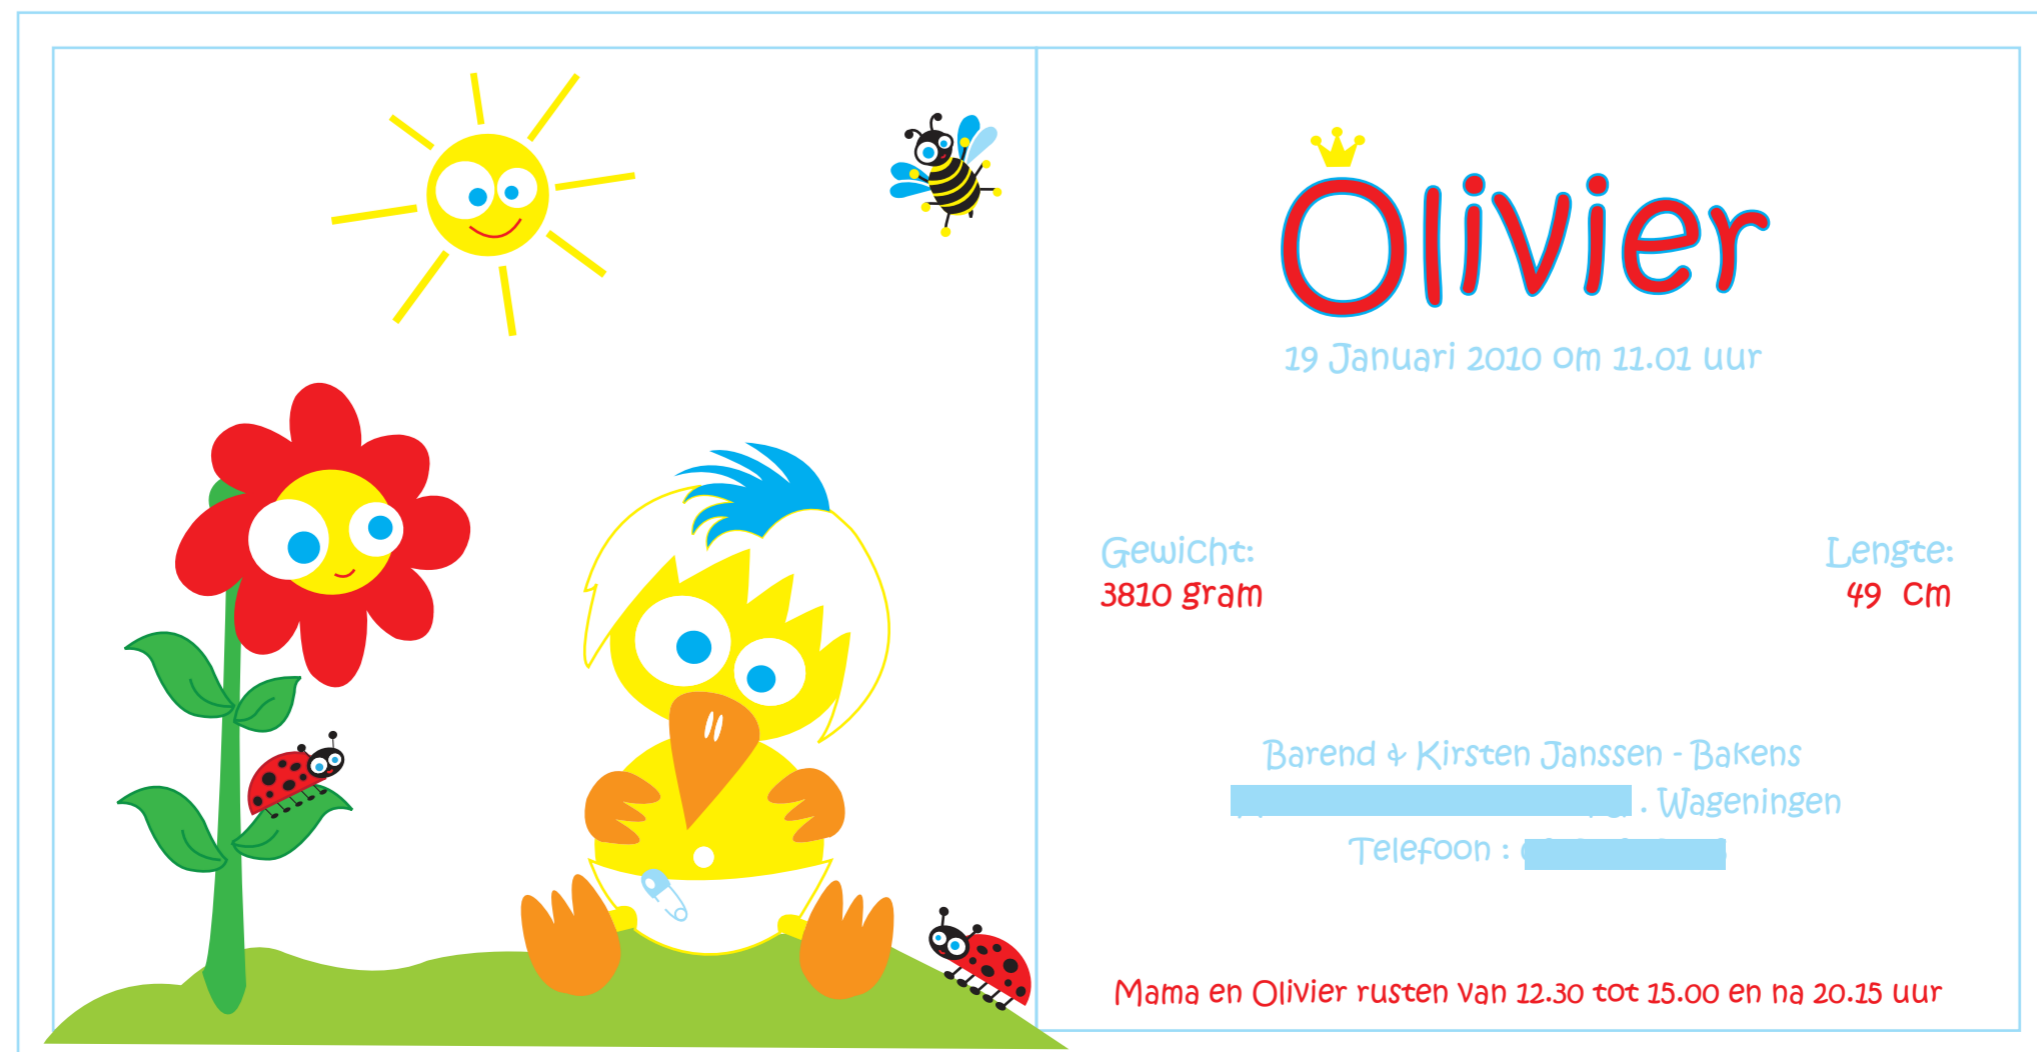 Olivier
19 Januari 2010 om 11.01 uur
Gewicht:
3810 gram
Lengte:
49 cm
Barend & Kirsten Janssen - Bakens
. Wageningen
Telefoon :
Mama en Olivier rusten van 12.30 tot 15.00 en na 20.15 uur